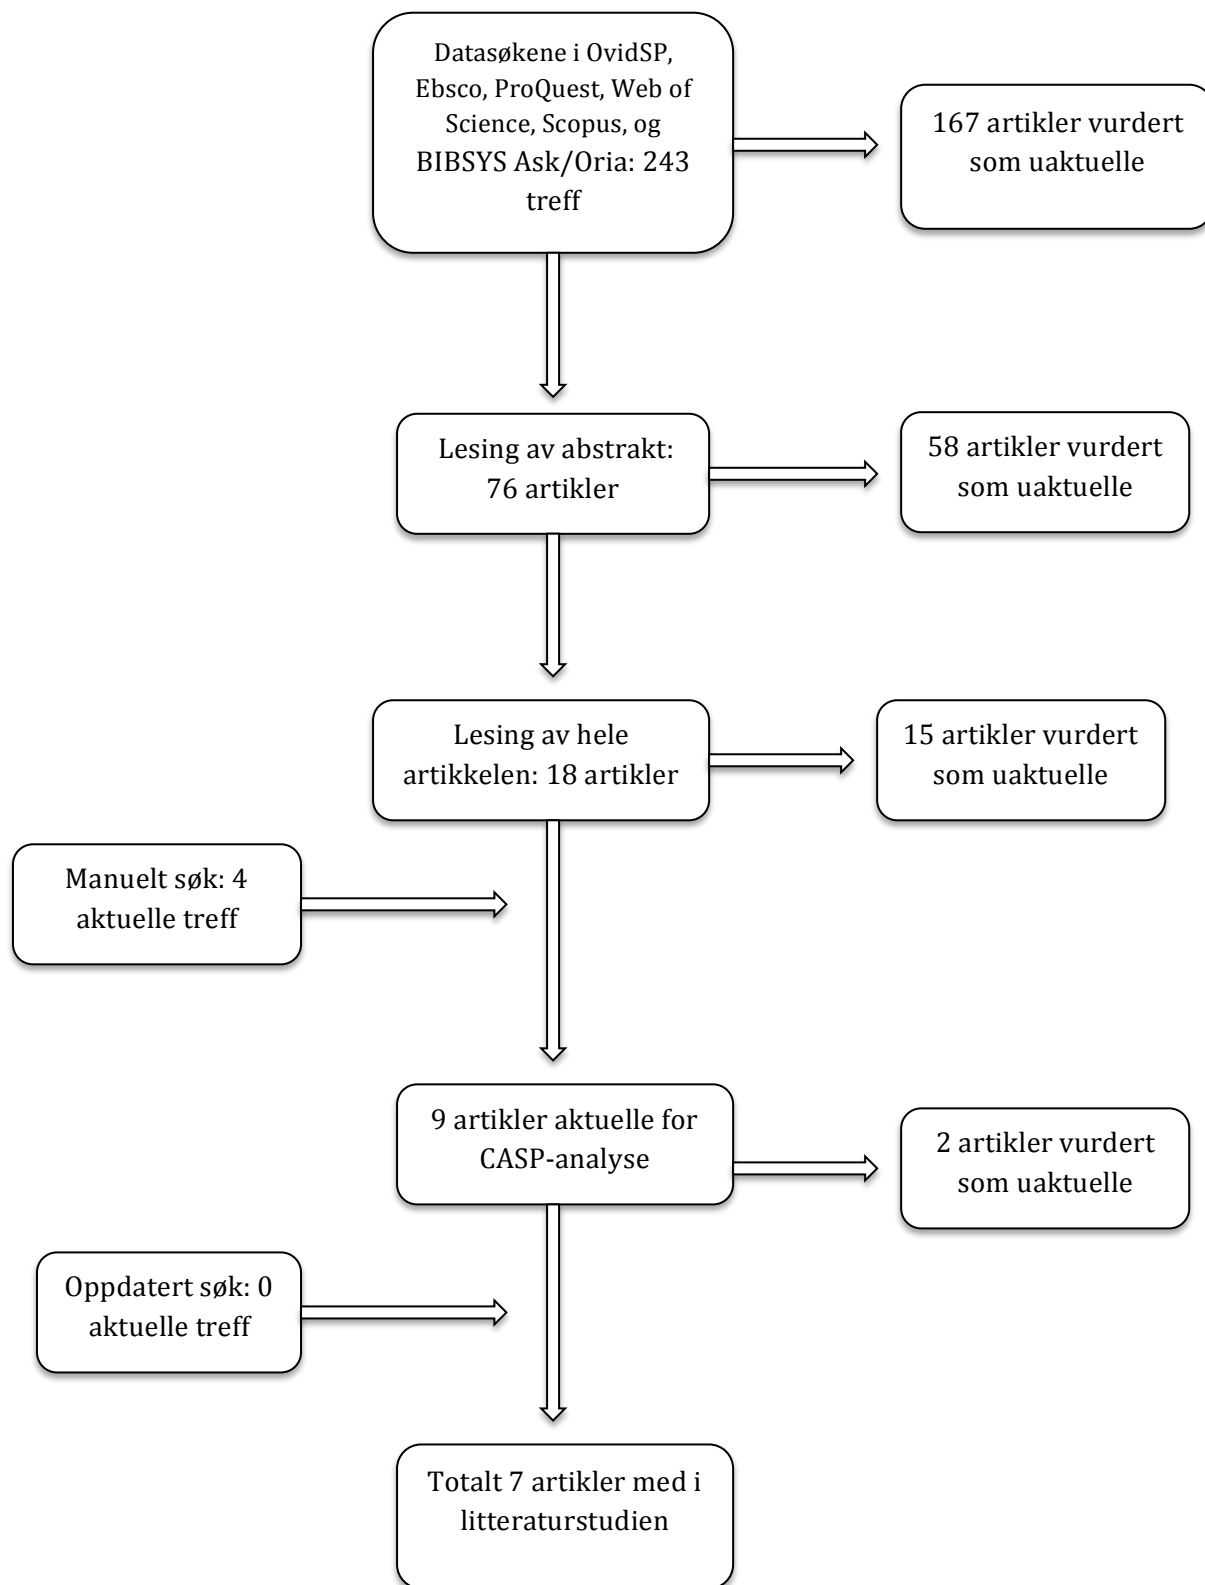 Datasøkene i OvidSP,
Ebsco, ProQuest, Web of
Science, Scopus, og
BIBSYS Ask/Oria: 243
treff
167 artikler vurdert
som uaktuelle
Lesing av abstrakt:
76 artikler
58 artikler vurdert
som uaktuelle
Lesing av hele
artikkelen: 18 artikler
15 artikler vurdert
som uaktuelle
Manuelt søk: 4
aktuelle treff
9 artikler aktuelle for
CASP-analyse
2 artikler vurdert
som uaktuelle
Oppdatert søk: 0
aktuelle treff
Totalt 7 artikler med i
litteraturstudien